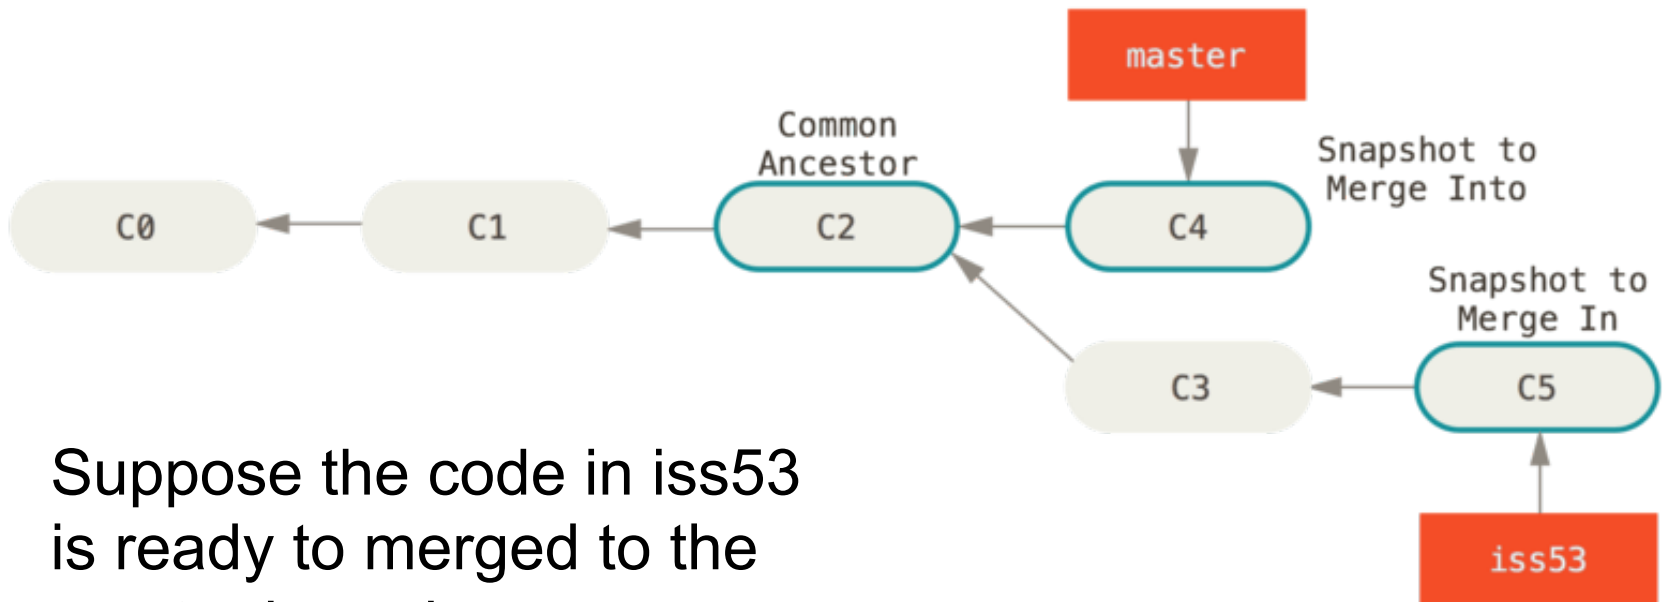 master
Common
Ancestor
Snapshot to
Merge Into
C0
C1
C2
C4
Snapshot to
Merge In
C3
C5
Suppose the code in iss53
is ready to merged to the
iss53